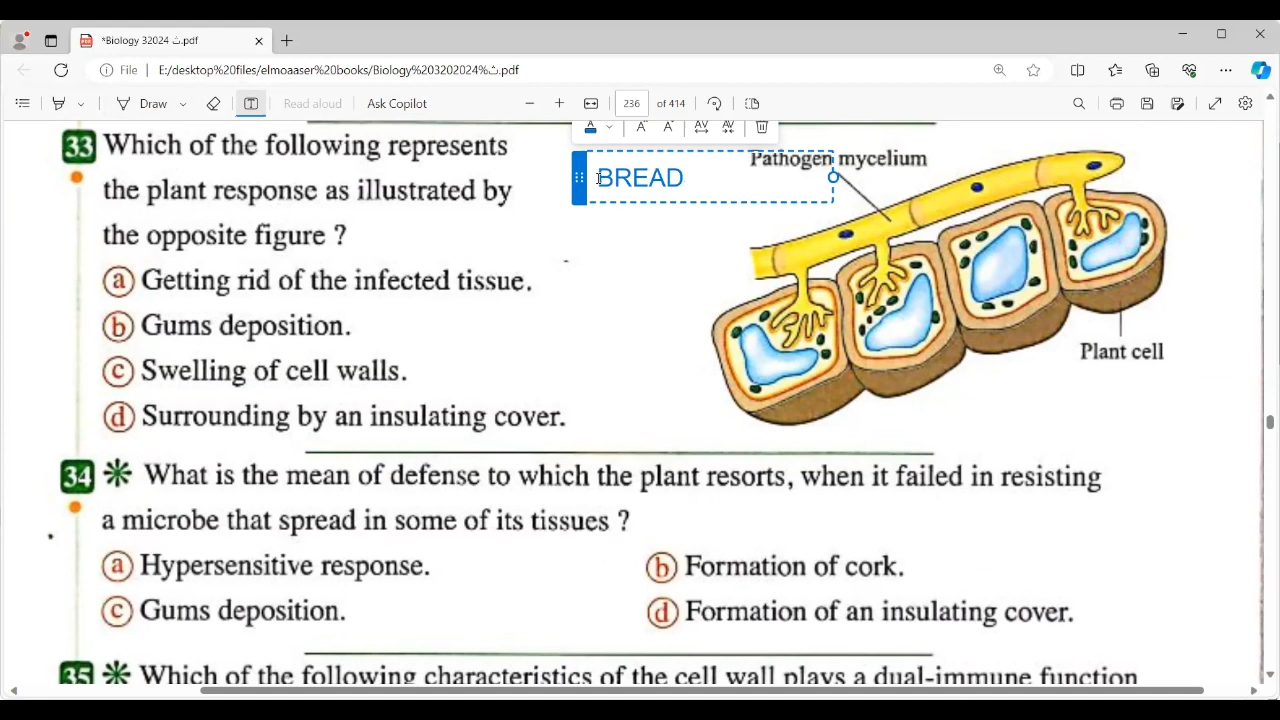 *Biology 32024 ث.pdf
File
E:/desktop%20files/elmoaaser%20books/Biology%203202024%ث.pdf
Draw
Read aloud
Ask Copilot
236
of 414
33 Which of the following represents
the plant response as illustrated by
the opposite figure ?
a Getting rid of the infected tissue.
b Gums deposition.
c Swelling of cell walls.
d Surrounding by an insulating cover.
BREAD
Pathogen mycelium
Plant cell
34 What is the mean of defense to which the plant resorts, when it failed in resisting
a microbe that spread in some of its tissues ?
a Hypersensitive response.
b Formation of cork.
c Gums deposition.
d Formation of an insulating cover.
35 Which of the following characteristics of the cell wall plays a dual-immune function